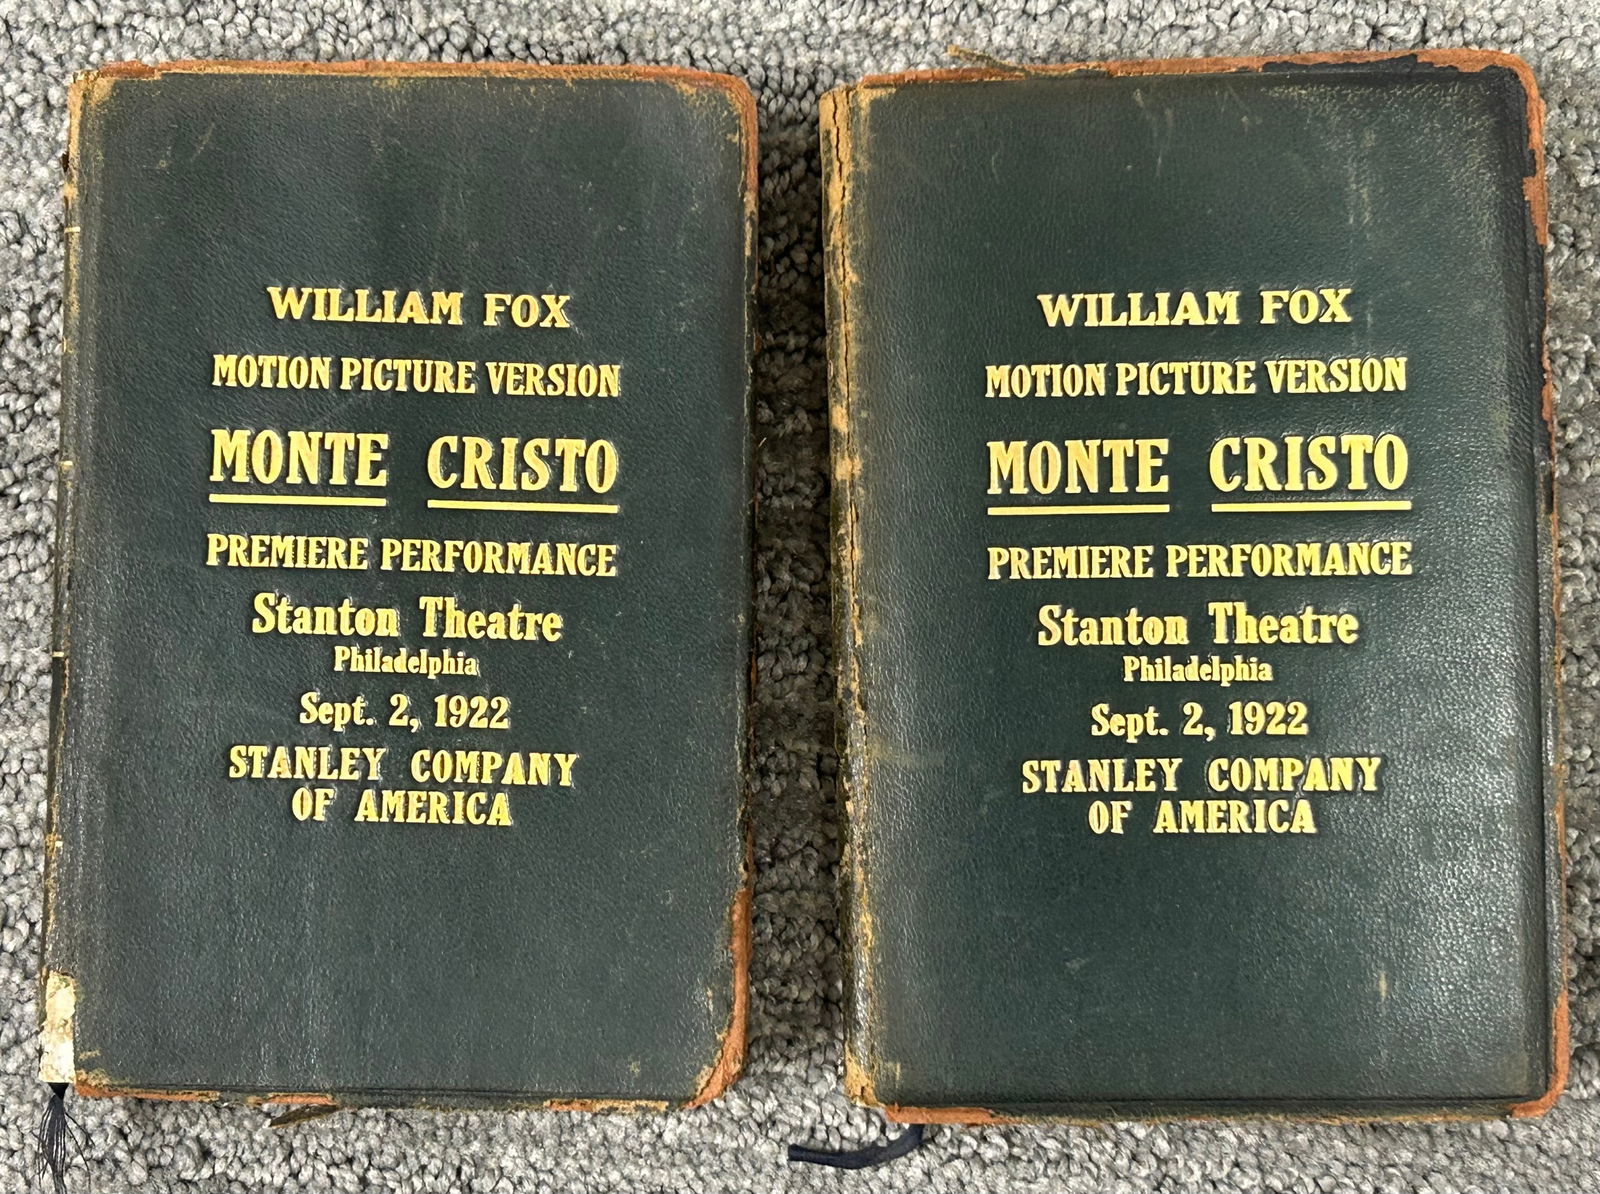 WILLIAM FOX
MOTION PICTURE VERSION
MONTE CRISTO
PREMIERE PERFORMANCE
Stanton Theatre
Philadelphia
Sept. 2, 1922
STANLEY COMPANY
OF AMERICA
WILLIAM FOX
MOTION PICTURE VERSION
MONTE CRISTO
PREMIERE PERFORMANCE
Stanton Theatre
Philadelphia
Sept. 2, 1922
STANLEY COMPANY
OF AMERICA